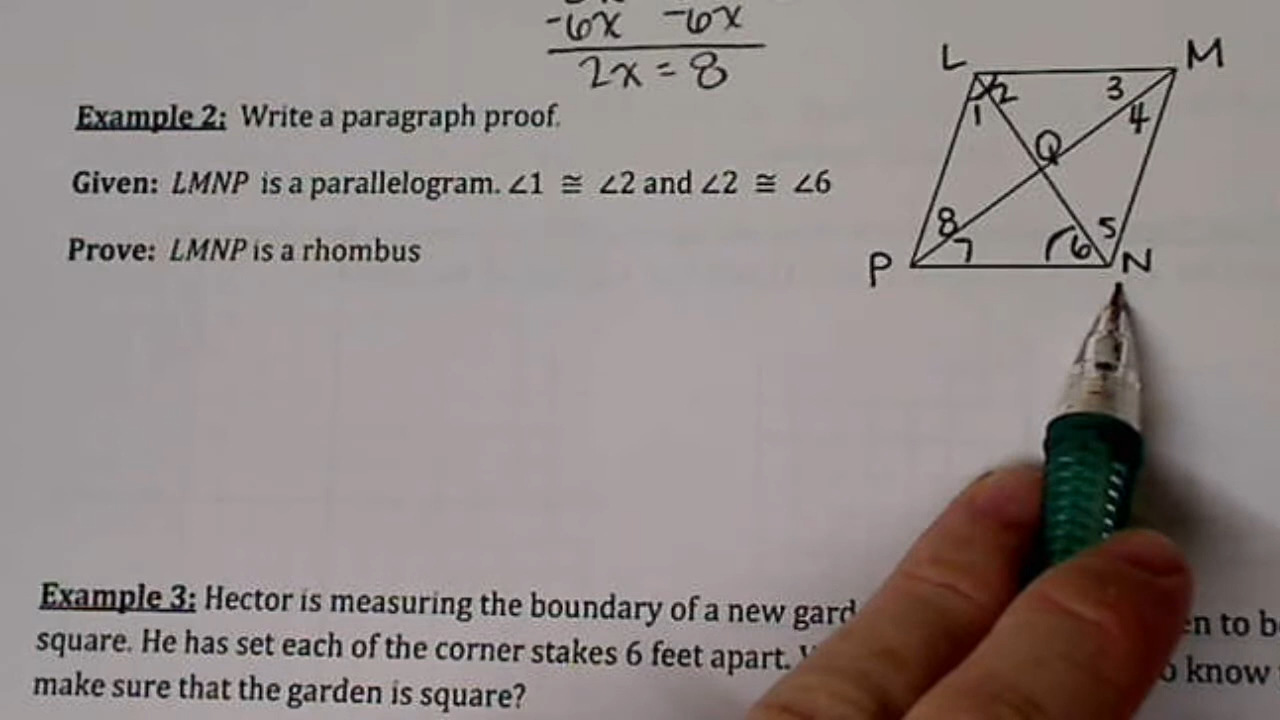 -6x -6x
2x = 8
Example 2: Write a paragraph proof.
Given: LMNP is a parallelogram. ∠1 ≅ ∠2 and ∠2 ≅ ∠6
Prove: LMNP is a rhombus
L M
2 3
1 4
Q
8 5
7 6
P N
Example 3: Hector is measuring the boundary of a new
square. He has set each of the corner stakes 6 feet apart. know
make sure that the garden is square?